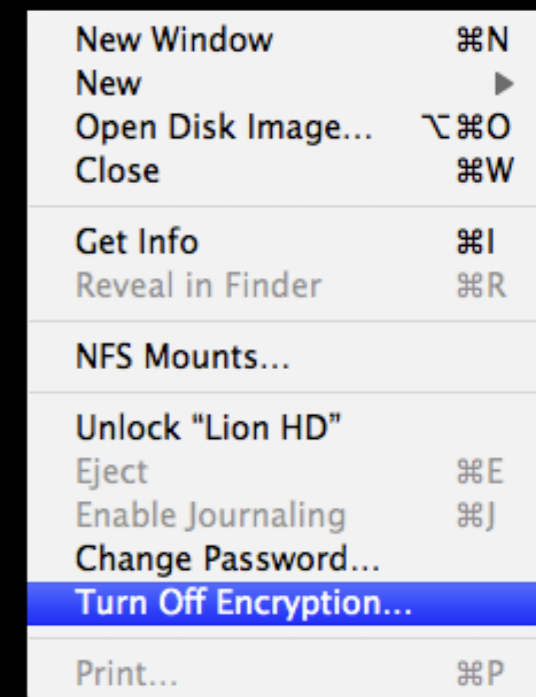 New Window ⌘N
New ▶
Open Disk Image... ⌥⌘O
Close ⌘W
Get Info ⌘I
Reveal in Finder ⌘R
NFS Mounts...
Unlock “Lion HD”
Eject ⌘E
Enable Journaling ⌘J
Change Password...
Turn Off Encryption...
Print... ⌘P